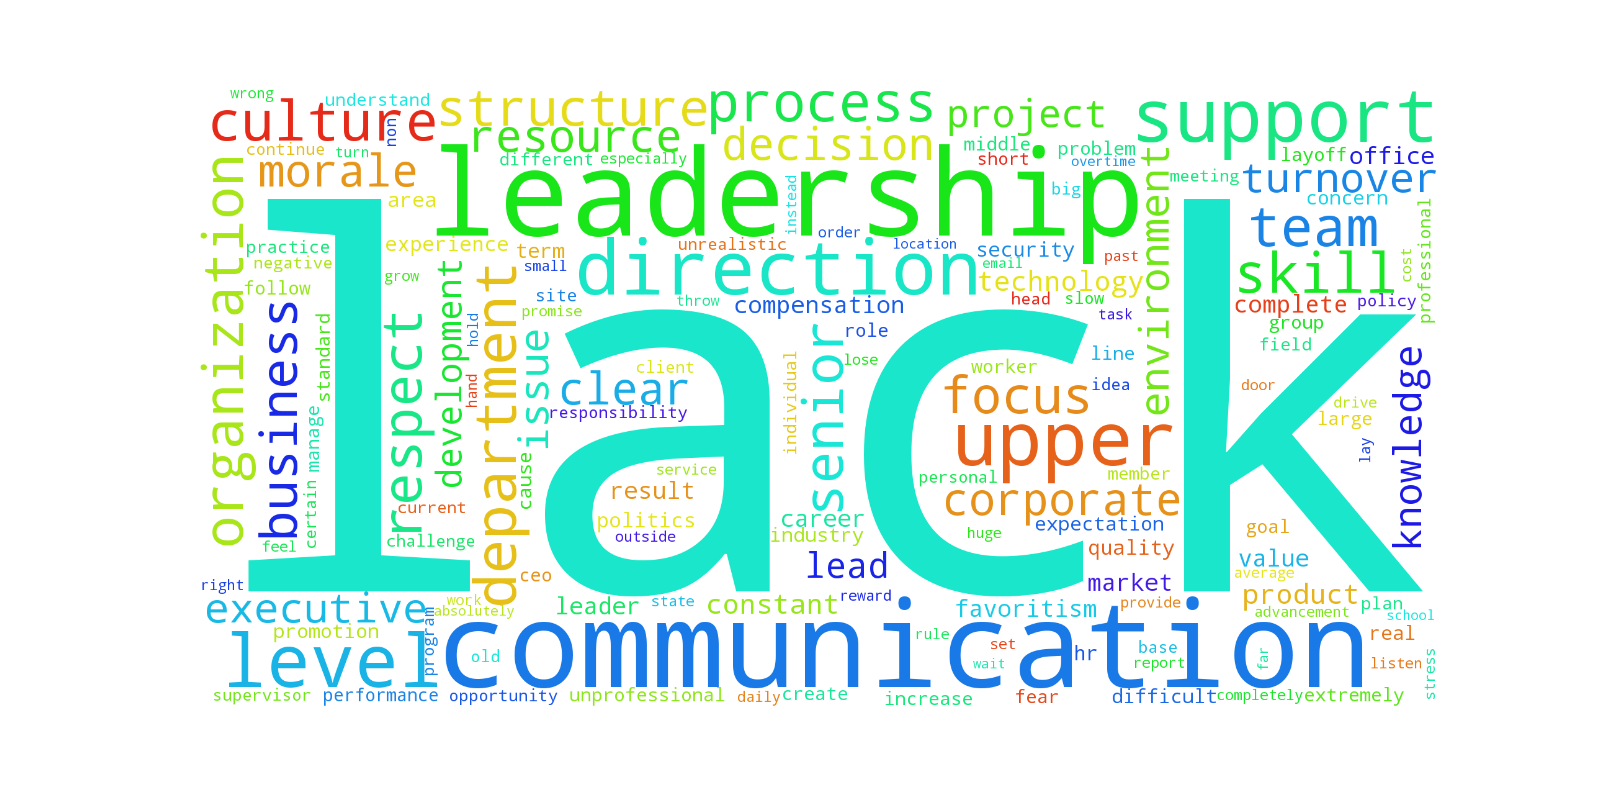 wrong
understand
culture
non
structure
process
project
support
resource
decision
continue
turn
morale
different
especially
middle
short
problem
overtime
layoff
office
leadership
organization
area
instead
big
environment
meeting
turnover
concern
professional
practice
negative
follow
experience
grow
term
small
unrealistic
order
location
security
email
past
team
skill
cost
direction
technology
site
promise
throw
compensation
head
slow
task
complete
policy
group
field
business
standard
respect
development
hold
department
issue
clear
client
responsibility
senior
role
lose
individual
worker
line
idea
focus
upper
door
drive
large
knowledge
lay
lack
manage
certain
hand
cause
service
result
politics
outside
personal
member
corporate
current
challenge
feel
career
industry
huge
expectation
quality
goal
value
average
right
ceo
lead
market
product
plan
executive
work
absolutely
leader
state
constant
reward
favoritism
provide
advancement
school
promotion
program
level
old
communication
rule
set
wait
hr
base
report
far
real
listen
stress
supervisor
performance
opportunity
unprofessional
daily
create
increase
fear
difficult
completely
extremely